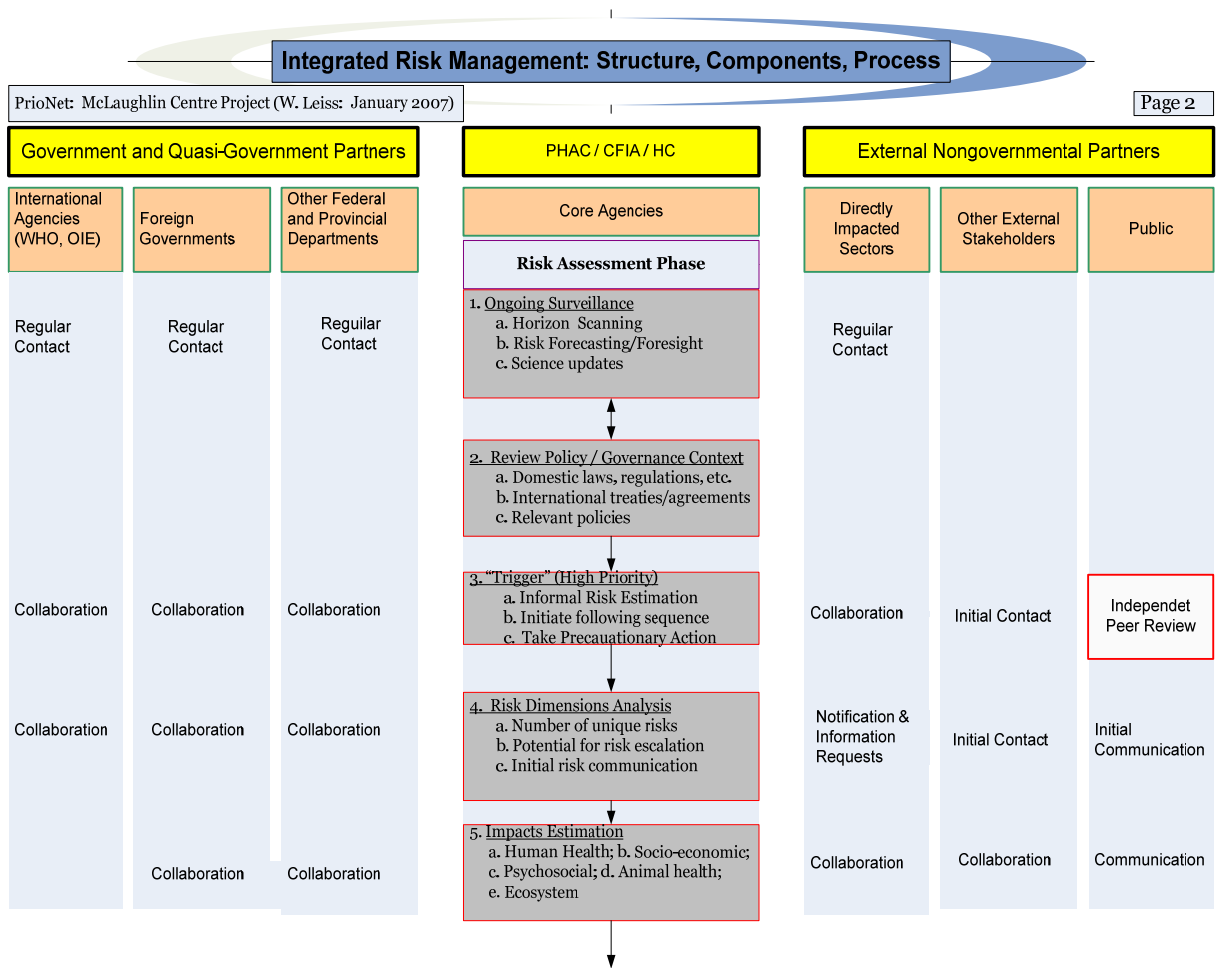 Integrated Risk Management: Structure, Components, Process
PrioNet: McLaughlin Centre Project (W. Leiss: January 2007)
Page 2
Government and Quasi-Government Partners
PHAC / CFIA / HC
External Nongovernmental Partners
International
Agencies
(WHO, OIE)
Foreign
Governments
Other Federal
and Provincial
Departments
Core Agencies
Directly
Impacted
Sectors
Other External
Stakeholders
Public
Risk Assessment Phase
Regular
Contact
Regular
Contact
Reguilar
Contact
1. Ongoing Surveillance
a. Horizon Scanning
b. Risk Forecasting/Foresight
c. Science updates
Reguilar
Contact
2. Review Policy / Governance Context
a. Domestic laws, regulations, etc.
b. International treaties/agreements
c. Relevant policies
Collaboration
Collaboration
Collaboration
3. “Trigger” (High Priority)
a. Informal Risk Estimation
b. Initiate following sequence
c. Take Precauationary Action
Collaboration
Initial Contact
Independet
Peer Review
Collaboration
Collaboration
Collaboration
4. Risk Dimensions Analysis
a. Number of unique risks
b. Potential for risk escalation
c. Initial risk communication
Notification &
Information
Requests
Initial Contact
Initial
Communication
Collaboration
Collaboration
5. Impacts Estimation
a. Human Health; b. Socio-economic;
c. Psychosocial; d. Animal health;
e. Ecosystem
Collaboration
Collaboration
Communication